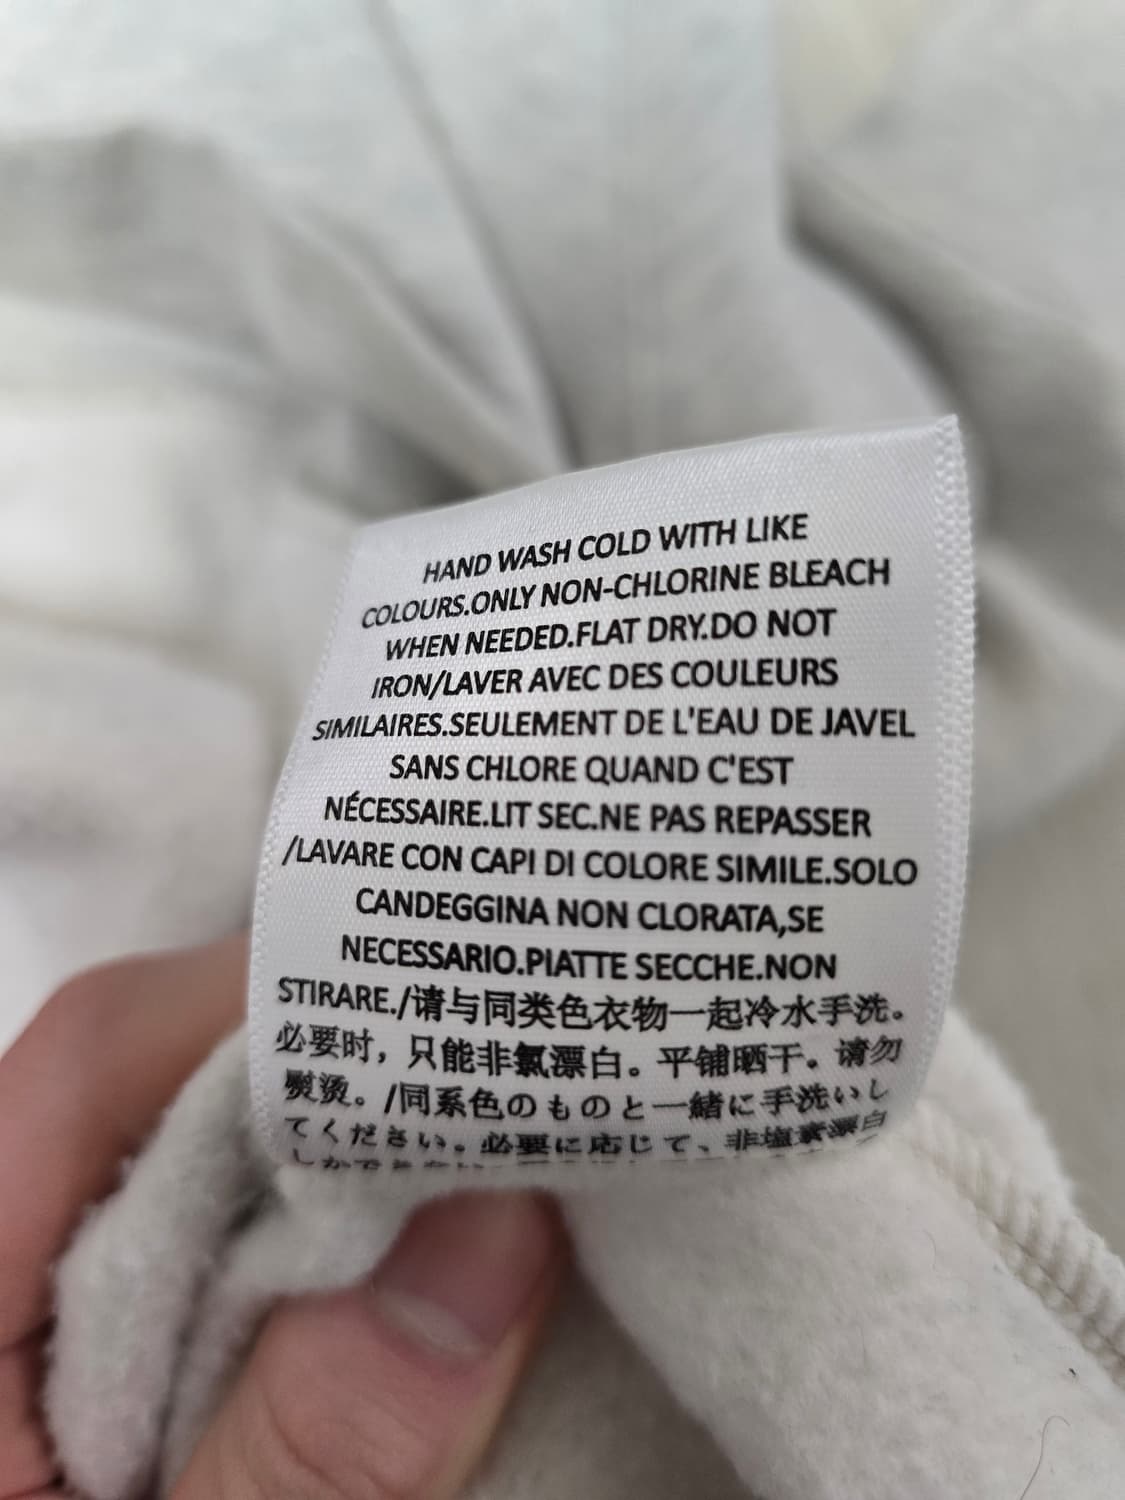 HAND WASH COLD WITH LIKE
COLOURS.ONLY NON-CHLORINE BLEACH
WHEN NEEDED.FLAT DRY.DO NOT
IRON/LAVER AVEC DES COULEURS
SIMILAIRES.SEULEMENT DE L'EAU DE JAVEL
SANS CHLORE QUAND C'EST
NÉCESSAIRE.LIT SEC.NE PAS REPASSER
/LAVARE CON CAPI DI COLORE SIMILE.SOLO
CANDEGGINA NON CLORATA,SE
NECESSARIO.PIATTE SECCHE.NON
STIRARE./请与同类色衣物一起冷水手洗。
必要时，只能非氯漂白。平铺晒干。请勿
熨烫。/同系色のものと一緒に手洗いし
てください。必要に応じて、非塩素漂白